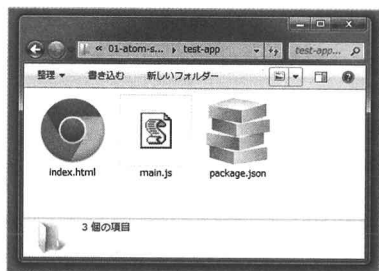 « 01-atom-s... ▸ test-app
test-app...
整理 ▼ 書き込む 新しいフォルダー
index.html main.js package.json
3 個の項目